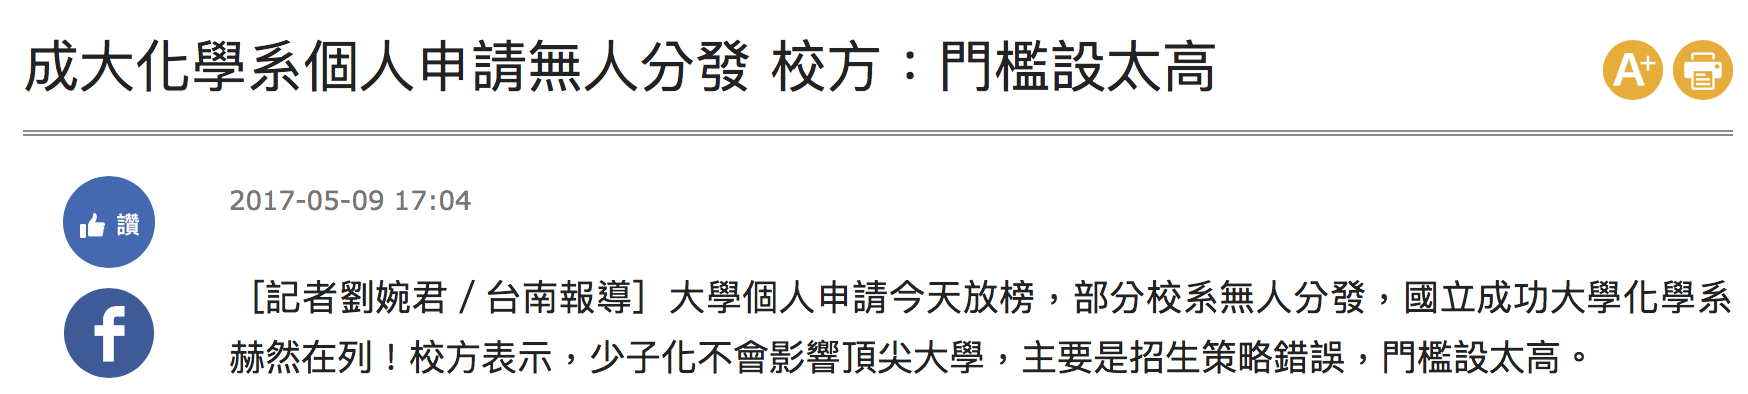 成大化學系個人申請無人分發 校方：門檻設太高
A+
讚
2017-05-09 17:04
f
［記者劉婉君／台南報導］大學個人申請今天放榜，部分校系無人分發，國立成功大學化學系
赫然在列！校方表示，少子化不會影響頂尖大學，主要是招生策略錯誤，門檻設太高。